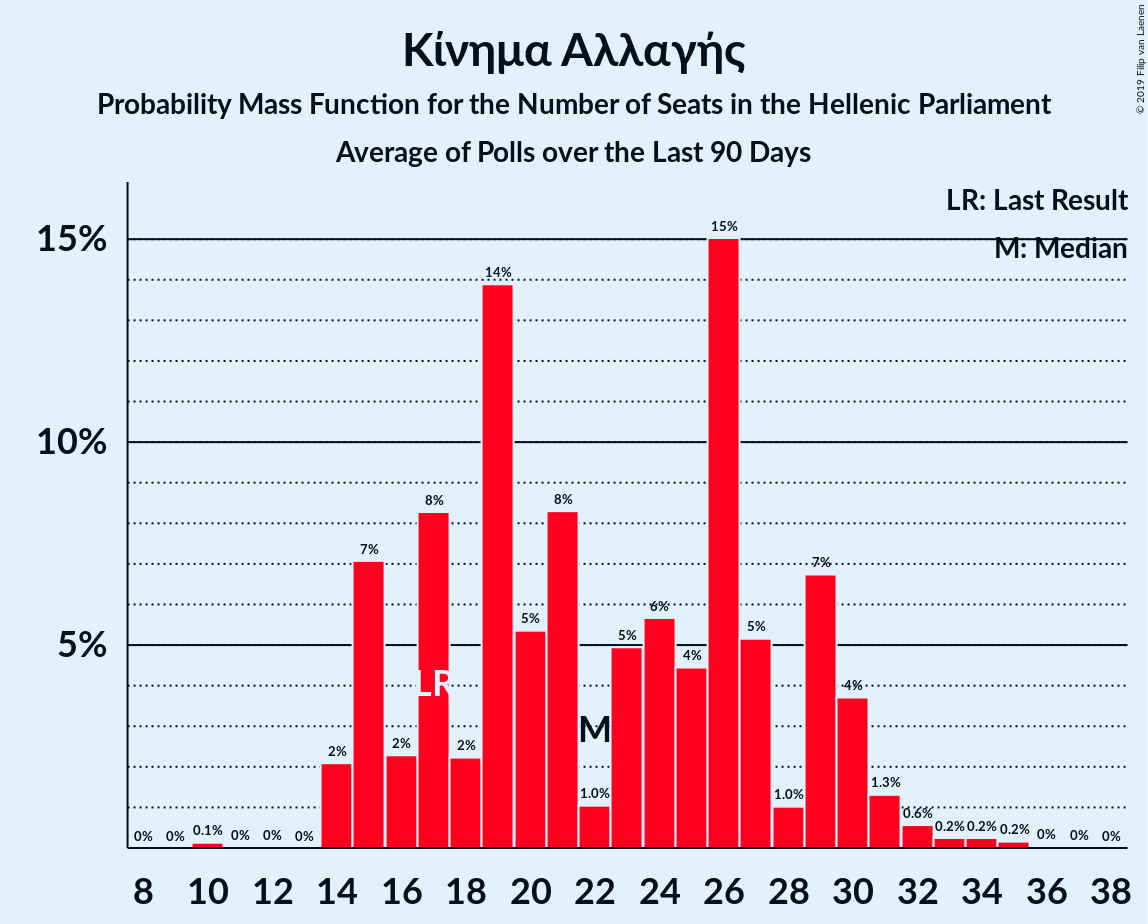 Κίνημα Αλλαγής
Probability Mass Function for the Number of Seats in the Hellenic Parliament
Average of Polls over the Last 90 Days
© 2019 Filip van Laenen
LR: Last Result
M: Median
15%
10%
5%
0% 0% 0.1% 0% 0% 0% 2% 7% 2% 8% 2% 14% 5% 8% 1.0% 5% 6% 4% 15% 5% 1.0% 7% 4% 1.3% 0.6% 0.2% 0.2% 0.2% 0% 0% 0%
LR
M
8 10 12 14 16 18 20 22 24 26 28 30 32 34 36 38